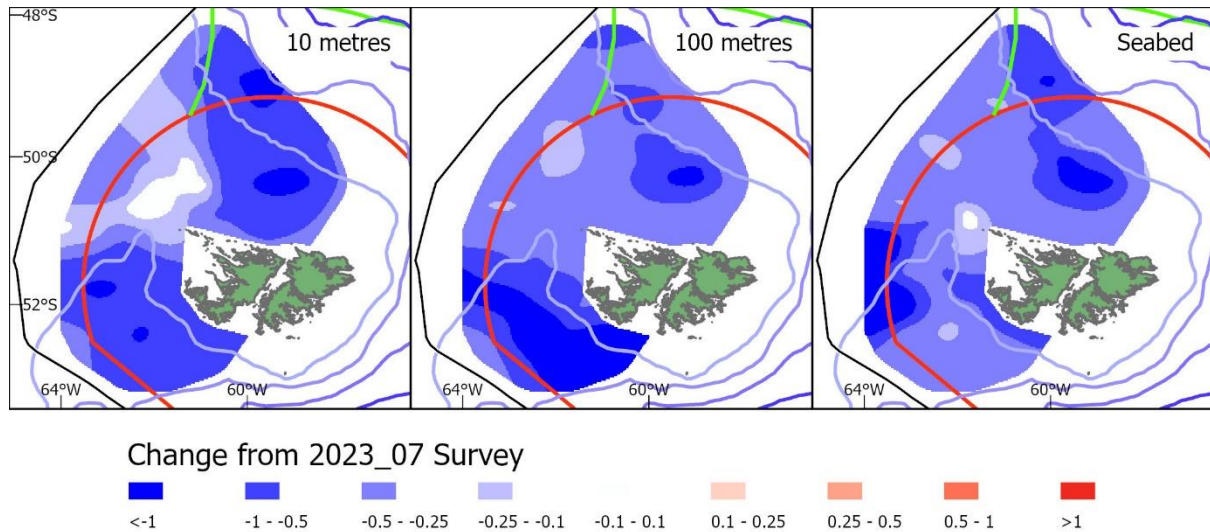 48°S
10 metres
100 metres
Seabed
50°S
52°S
64°W
60°W
64°W
60°W
64°W
60°W
Change from 2023_07 Survey
<-1
-1 - -0.5
-0.5 - -0.25
-0.25 - -0.1
-0.1 - 0.1
0.1 - 0.25
0.25 - 0.5
0.5 - 1
>1